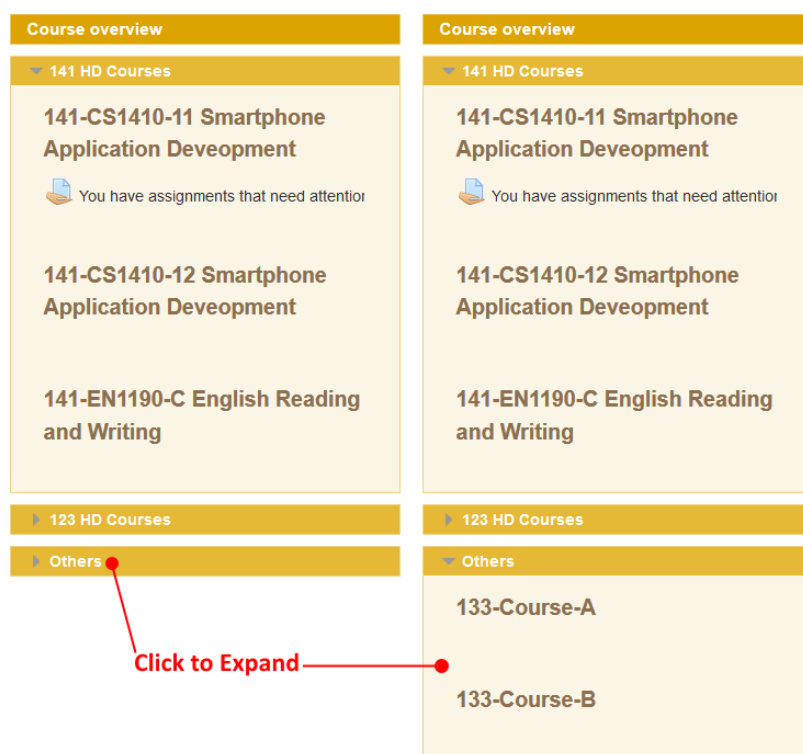 Course overview
141 HD Courses
141-CS1410-11 Smartphone
Application Deveopment
You have assignments that need attention
141-CS1410-12 Smartphone
Application Deveopment
141-EN1190-C English Reading
and Writing
123 HD Courses
Others
Click to Expand
Course overview
141 HD Courses
141-CS1410-11 Smartphone
Application Deveopment
You have assignments that need attention
141-CS1410-12 Smartphone
Application Deveopment
141-EN1190-C English Reading
and Writing
123 HD Courses
Others
133-Course-A
133-Course-B